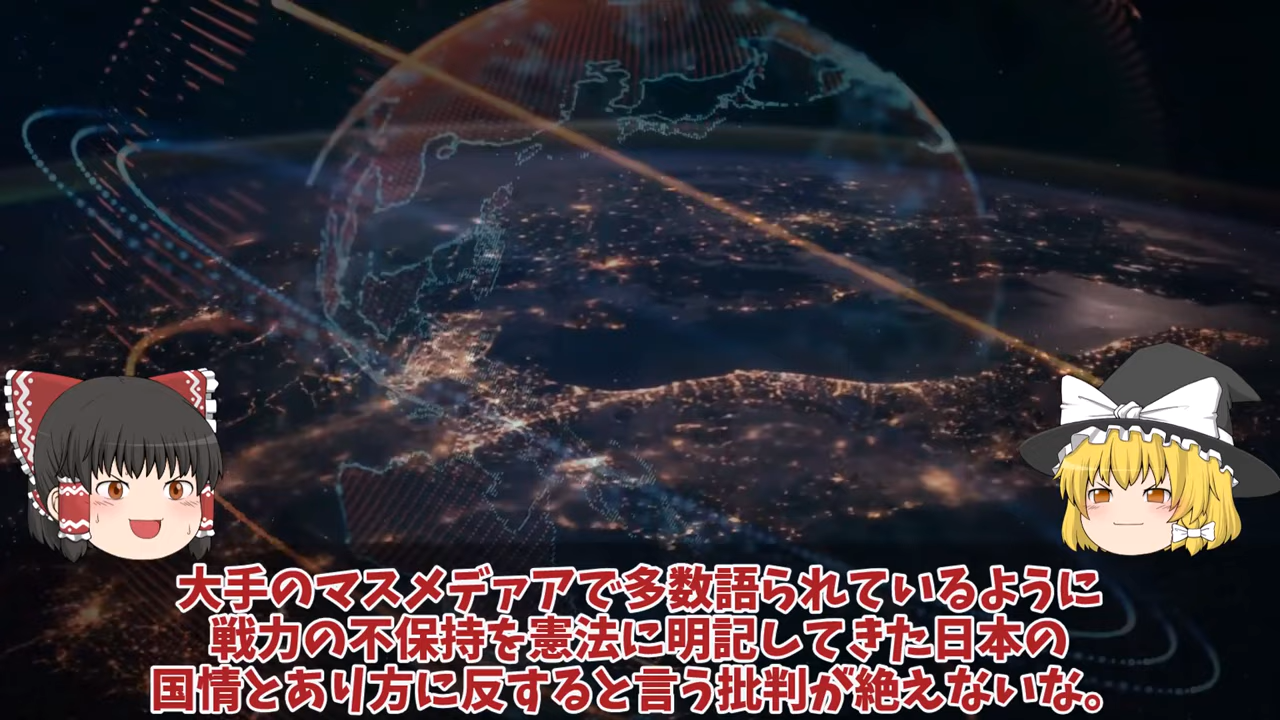 大手のマスメディアで多数語られているように
戦力の不保持を憲法に明記してきた日本の
国情とあり方に反すると言う批判が絶えないな。